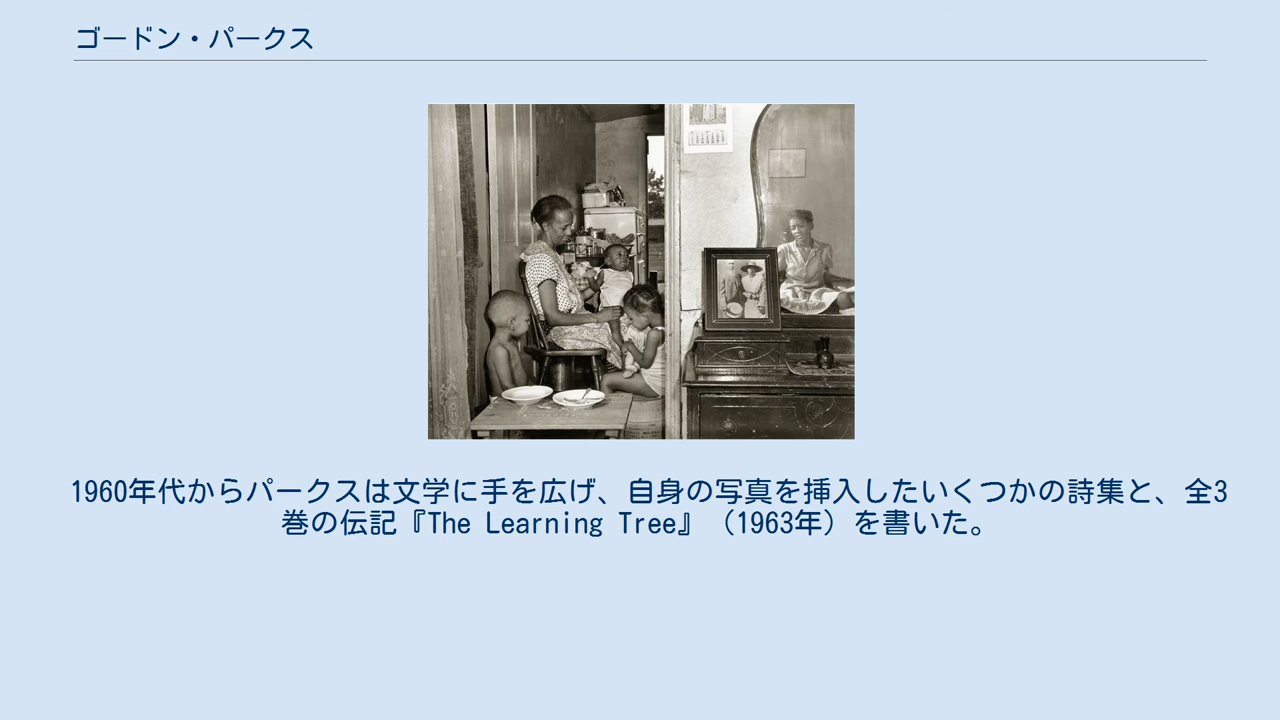 ゴードン・パークス
1960年代からパークスは文学に手を広げ、自身の写真を挿入したいくつかの詩集と、全3
巻の伝記『The Learning Tree』（1963年）を書いた。